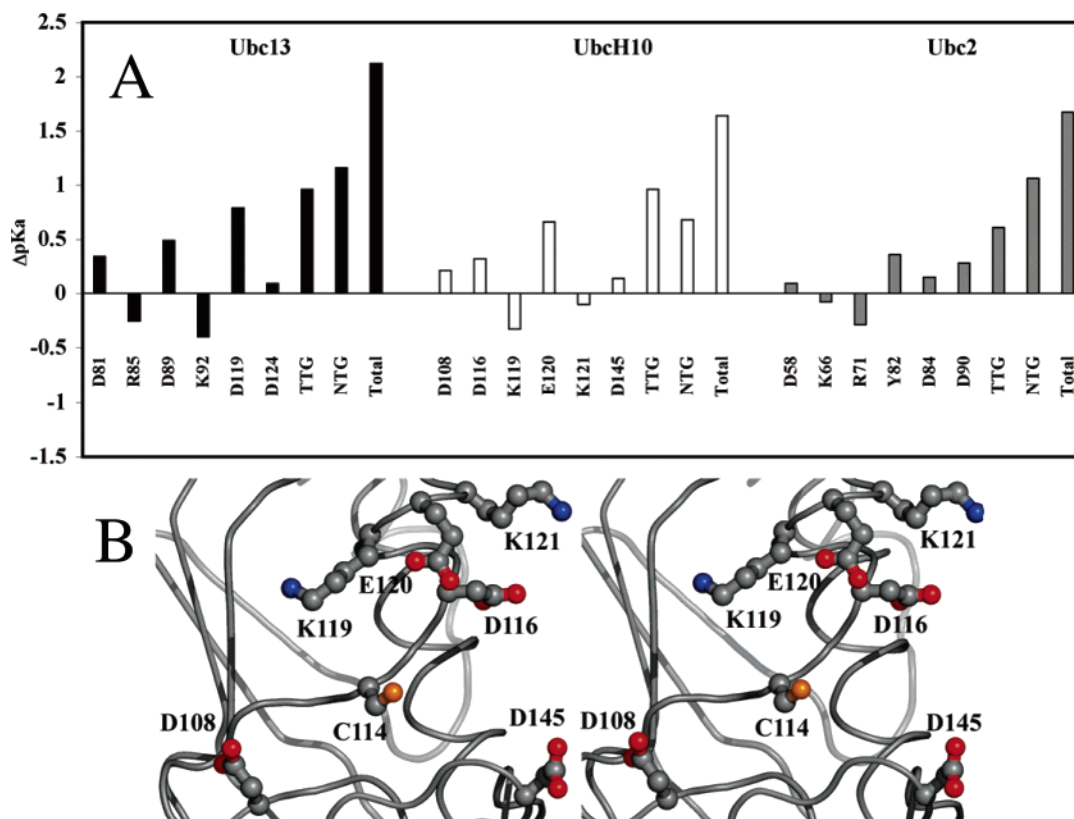 A
Ubc13 UbcH10 Ubc2
ΔpKa
2.5
2
1.5
1
0.5
0
-0.5
-1
-1.5
D81 R85 D89 K92 D119 D124 TTG NTG Total D108 D116 K119 E120 K121 D145 TTG NTG Total D58 K66 R71 Y82 D84 D90 TTG NTG Total
B
K121 K121
E120 E120
K119 K119
D116 D116
D108 D145 D108 D145
C114 C114